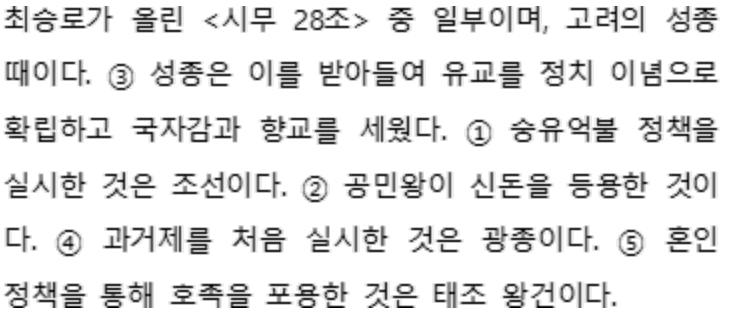 최승로가 올린 <시무 28조> 중 일부이며, 고려의 성종
때이다. ③ 성종은 이를 받아들여 유교를 정치 이념으로
확립하고 국자감과 향교를 세웠다. ① 숭유억불 정책을
실시한 것은 조선이다. ② 공민왕이 신돈을 등용한 것이
다. ④ 과거제를 처음 실시한 것은 광종이다. ⑤ 혼인
정책을 통해 호족을 포용한 것은 태조 왕건이다.